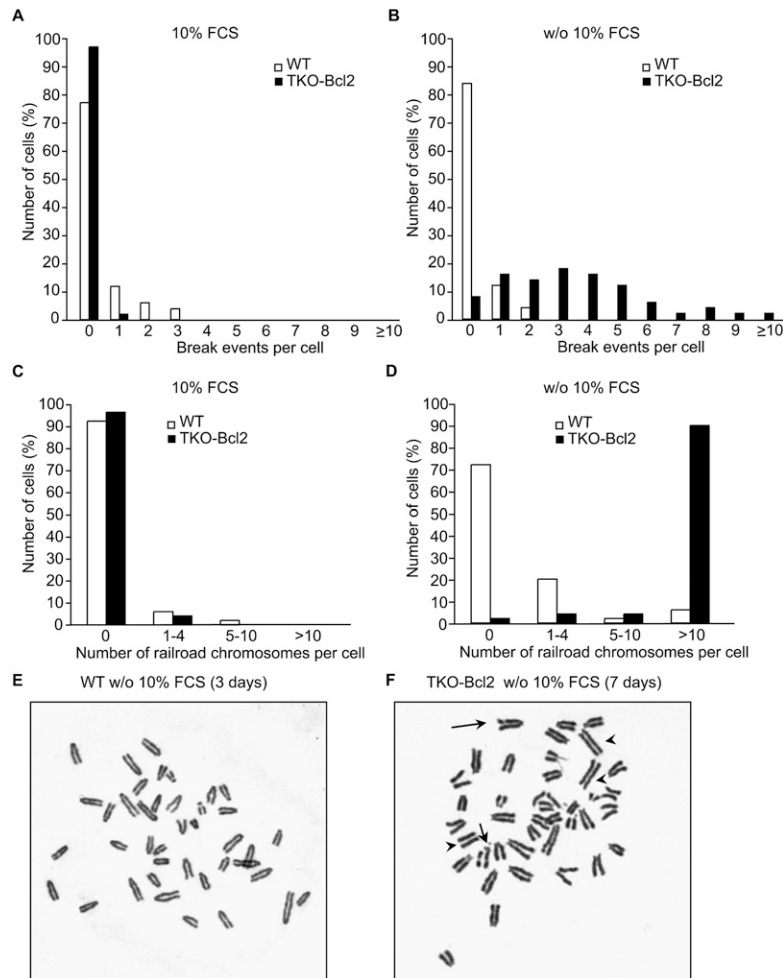 A
10% FCS
WT
TKO-Bcl2
Number of cells (%)
100
90
80
70
60
50
40
30
20
10
0
0 1 2 3 4 5 6 7 8 9 ≥10
Break events per cell
B
w/o 10% FCS
WT
TKO-Bcl2
Number of cells (%)
100
90
80
70
60
50
40
30
20
10
0
0 1 2 3 4 5 6 7 8 9 ≥10
Break events per cell
C
10% FCS
WT
TKO-Bcl2
Number of cells (%)
100
90
80
70
60
50
40
30
20
10
0
0 1-4 5-10 >10
Number of railroad chromosomes per cell
D
w/o 10% FCS
WT
TKO-Bcl2
Number of cells (%)
100
90
80
70
60
50
40
30
20
10
0
0 1-4 5-10 >10
Number of railroad chromosomes per cell
E
WT w/o 10% FCS (3 days)
F
TKO-Bcl2 w/o 10% FCS (7 days)